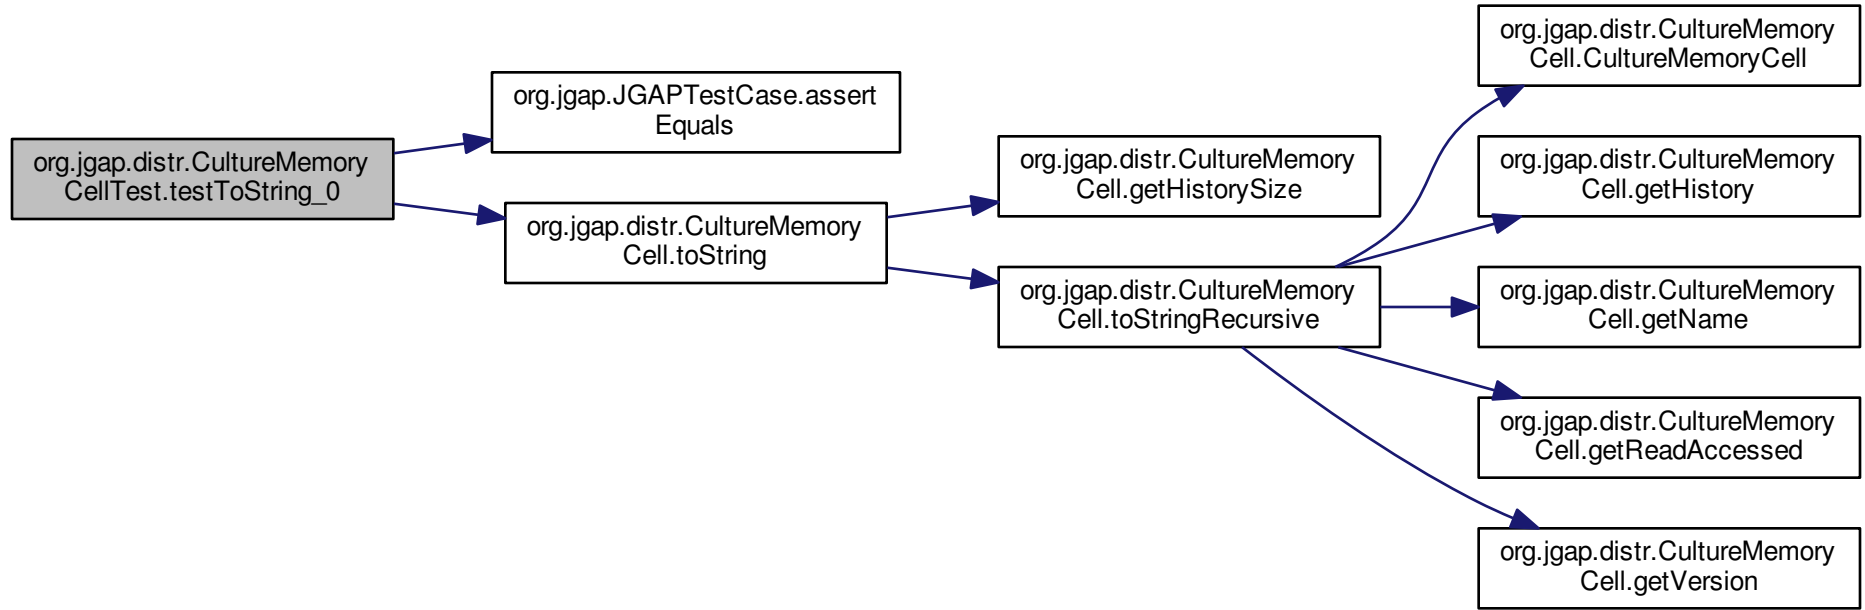 org.jgap.distr.CultureMemory
CellTest.testToString_0
org.jgap.JGAPTestCase.assert
Equals
org.jgap.distr.CultureMemory
Cell.toString
org.jgap.distr.CultureMemory
Cell.getHistorySize
org.jgap.distr.CultureMemory
Cell.toStringRecursive
org.jgap.distr.CultureMemory
Cell.CultureMemoryCell
org.jgap.distr.CultureMemory
Cell.getHistory
org.jgap.distr.CultureMemory
Cell.getName
org.jgap.distr.CultureMemory
Cell.getReadAccessed
org.jgap.distr.CultureMemory
Cell.getVersion